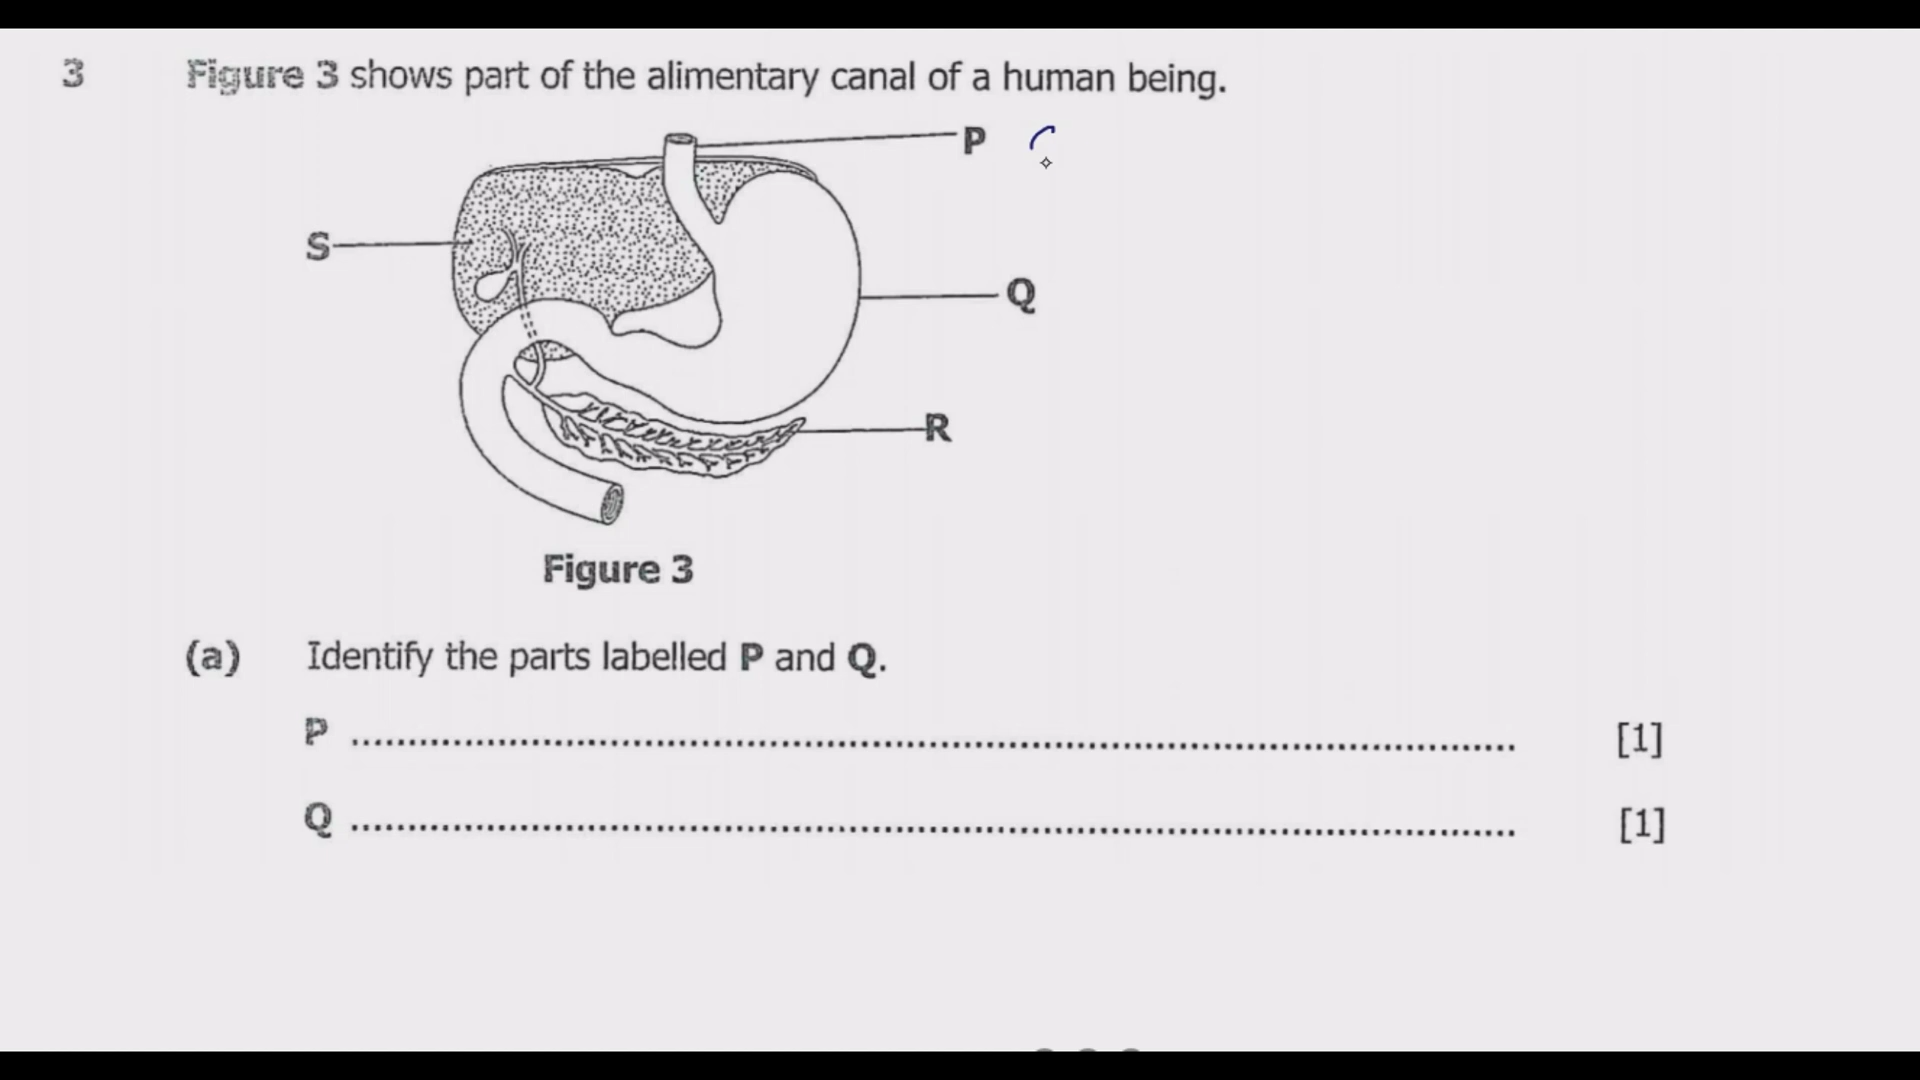 3 Figure 3 shows part of the alimentary canal of a human being.
P
S
Q
R
Figure 3
(a) Identify the parts labelled P and Q.
P ........................................................ [1]
Q ........................................................ [1]